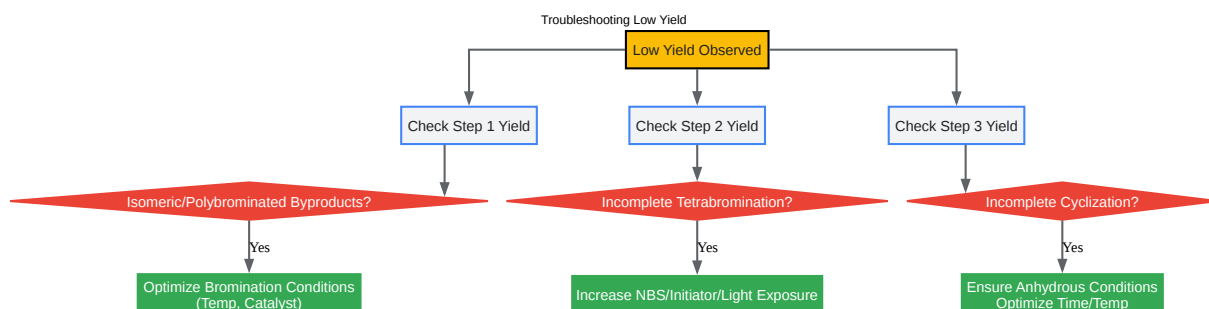 Troubleshooting Low Yield
Low Yield Observed
Check Step 1 Yield
Check Step 2 Yield
Check Step 3 Yield
Isomeric/Polybrominated Byproducts?
Incomplete Tetrabromination?
Incomplete Cyclization?
Yes
Yes
Yes
Optimize Bromination Conditions
(Temp, Catalyst)
Increase NBS/Initiator/Light Exposure
Ensure Anhydrous Conditions
Optimize Time/Temp